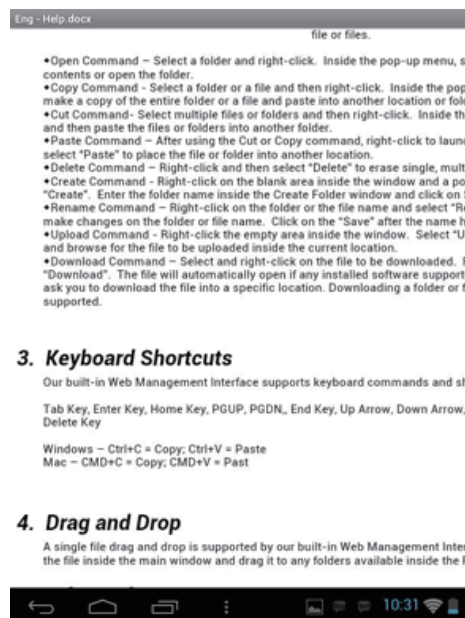 Eng - Help.docx
file or files.
•Open Command – Select a folder and right-click. Inside the pop-up menu, s
contents or open the folder.
•Copy Command - Select a folder or a file and then right-click. Inside the pop
make a copy of the entire folder or a file and paste into another location or fold
•Cut Command- Select multiple files or folders and then right-click. Inside th
and then paste the files or folders into another folder.
•Paste Command – After using the Cut or Copy command, right-click to laun
select "Paste" to place the file or folder into another location.
•Delete Command – Right-click and then select "Delete" to erase single, mult
•Create Command - Right-click on the blank area inside the window and a po
"Create". Enter the folder name inside the Create Folder window and click on
•Rename Command – Right-click on the folder or the file name and select "Re
make changes on the folder or file name. Click on the "Save" after the name h
•Upload Command - Right-click the empty area inside the window. Select "U
and browse for the file to be uploaded inside the current location.
•Download Command – Select and right-click on the file to be downloaded.
"Download". The file will automatically open if any installed software support
ask you to download the file into a specific location. Downloading a folder or f
supported.
3. Keyboard Shortcuts
Our built-in Web Management Interface supports keyboard commands and sh
Tab Key, Enter Key, Home Key, PGUP, PGDN,, End Key, Up Arrow, Down Arrow,
Delete Key
Windows – Ctrl+C = Copy; Ctrl+V = Paste
Mac – CMD+C = Copy; CMD+V = Past
4. Drag and Drop
A single file drag and drop is supported by our built-in Web Management Inter
the file inside the main window and drag it to any folders available inside the
10:31